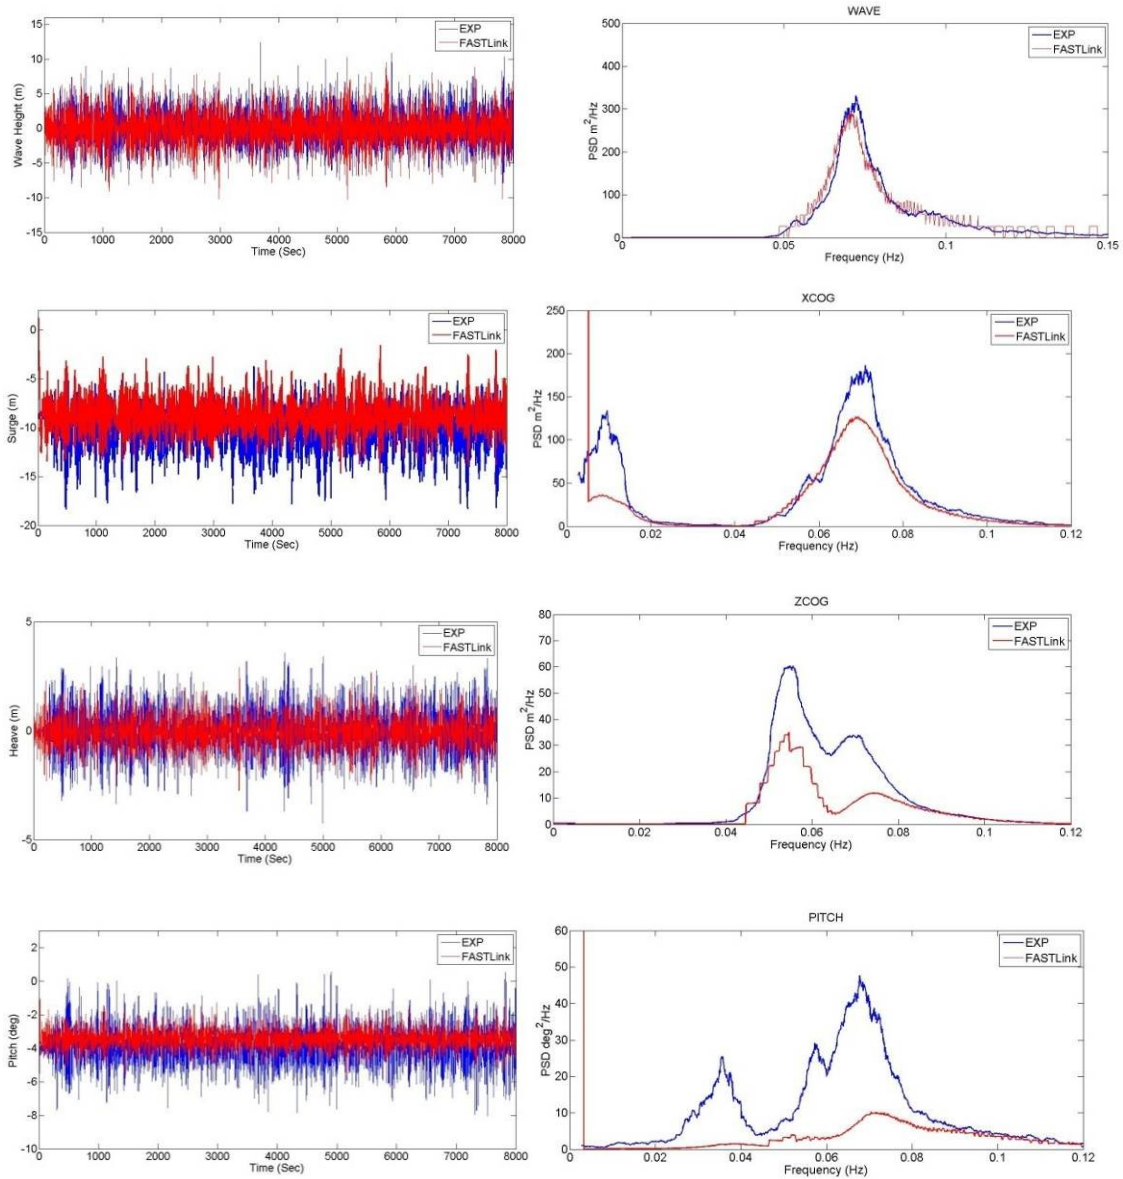 EXP
FASTLink
15
10
5
0
-5
-10
-15
Wave Height (m)
0 1000 2000 3000 4000 5000 6000 7000 8000
Time (Sec)
WAVE
EXP
FASTLink
500
400
300
200
100
0
PSD m²/Hz
0 0.05 0.1 0.15
Frequency (Hz)
EXP
FASTLink
0
-5
-10
-15
-20
Surge (m)
0 1000 2000 3000 4000 5000 6000 7000 8000
Time (Sec)
XCOG
EXP
FASTLink
250
200
150
100
50
0
PSD m²/Hz
0 0.02 0.04 0.06 0.08 0.1 0.12
Frequency (Hz)
EXP
FASTLink
5
0
-5
Heave (m)
0 1000 2000 3000 4000 5000 6000 7000 8000
Time (Sec)
ZCOG
EXP
FASTLink
80
70
60
50
40
30
20
10
0
PSD m²/Hz
0 0.02 0.04 0.06 0.08 0.1 0.12
Frequency (Hz)
EXP
FASTLink
2
0
-2
-4
-6
-8
-10
Pitch (deg)
0 1000 2000 3000 4000 5000 6000 7000 8000
Time (Sec)
PITCH
EXP
FASTLink
60
50
40
30
20
10
0
PSD deg²/Hz
0 0.02 0.04 0.06 0.08 0.1 0.12
Frequency (Hz)